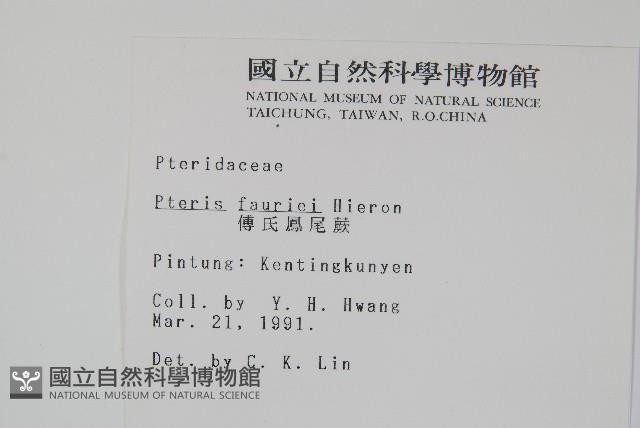 國立自然科學博物館
NATIONAL MUSEUM OF NATURAL SCIENCE
TAICHUNG, TAIWAN, R.O.CHINA
Pteridaceae
Pteris fauriei Hieron
傅氏鳳尾蕨
Pintung: Kentingkunyen
Coll. by Y. H. Hwang
Mar. 21, 1991.
Det. by C. K. Lin
國立自然科學博物館
NATIONAL MUSEUM OF NATURAL SCIENCE